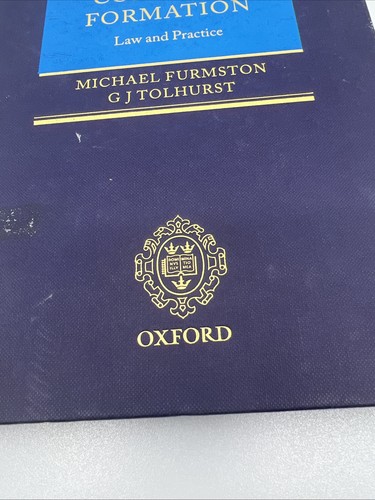 FORMATION
Law and Practice
MICHAEL FURMSTON
G J TOLHURST
OXFORD